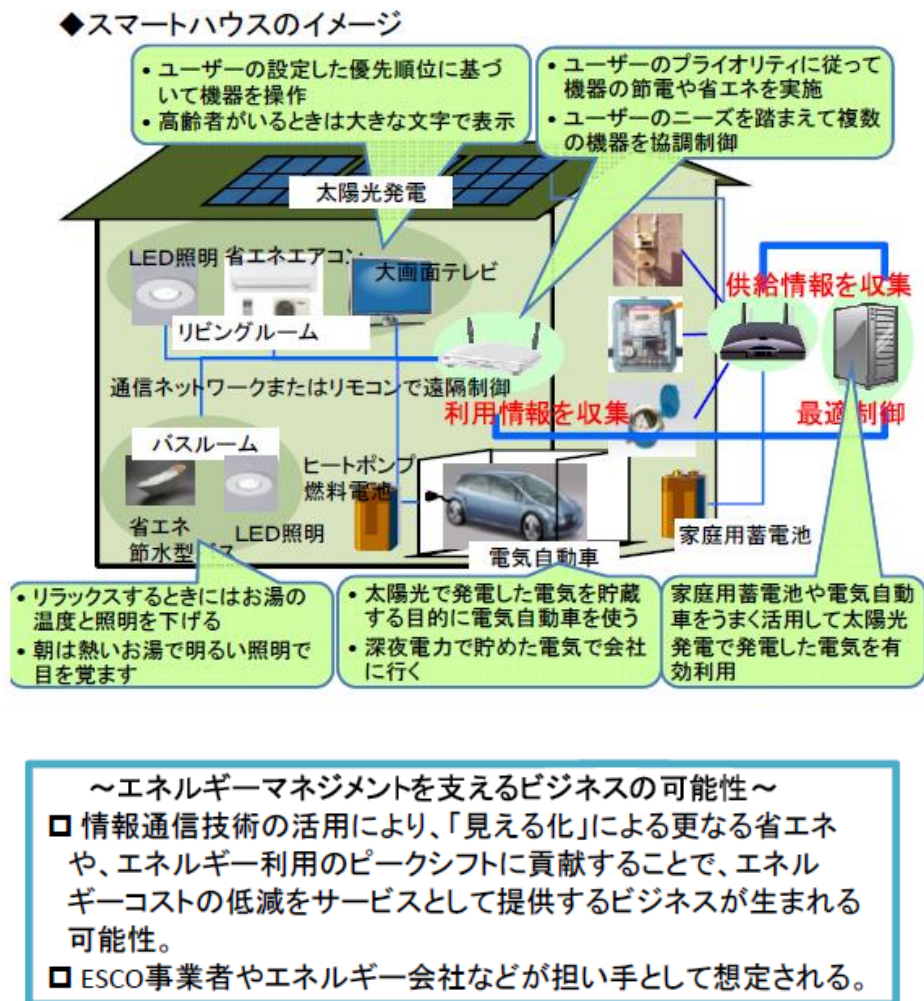 ◆スマートハウスのイメージ
• ユーザーの設定した優先順位に基づ
いて機器を操作
• 高齢者がいるときは大きな文字で表示
• ユーザーのプライオリティに従って
機器の節電や省エネを実施
• ユーザーのニーズを踏まえて複数
の機器を協調制御
太陽光発電
LED照明
省エネエアコン
大画面テレビ
リビングルーム
供給情報を収集
通信ネットワークまたはリモコンで遠隔制御
利用情報を収集
最適制御
バスルーム
ヒートポンプ
燃料電池
省エネ
節水型バス
LED照明
電気自動車
家庭用蓄電池
• リラックスするときにはお湯の
温度と照明を下げる
• 朝は熱いお湯で明るい照明で
目を覚ます
• 太陽光で発電した電気を貯蔵
する目的に電気自動車を使う
• 深夜電力で貯めた電気で会社
に行く
家庭用蓄電池や電気自動
車をうまく活用して太陽光
発電で発電した電気を有
効利用
～エネルギーマネジメントを支えるビジネスの可能性～
◘ 情報通信技術の活用により、「見える化」による更なる省エネ
や、エネルギー利用のピークシフトに貢献することで、エネル
ギーコストの低減をサービスとして提供するビジネスが生まれる
可能性。
◘ ESCO事業者やエネルギー会社などが担い手として想定される。